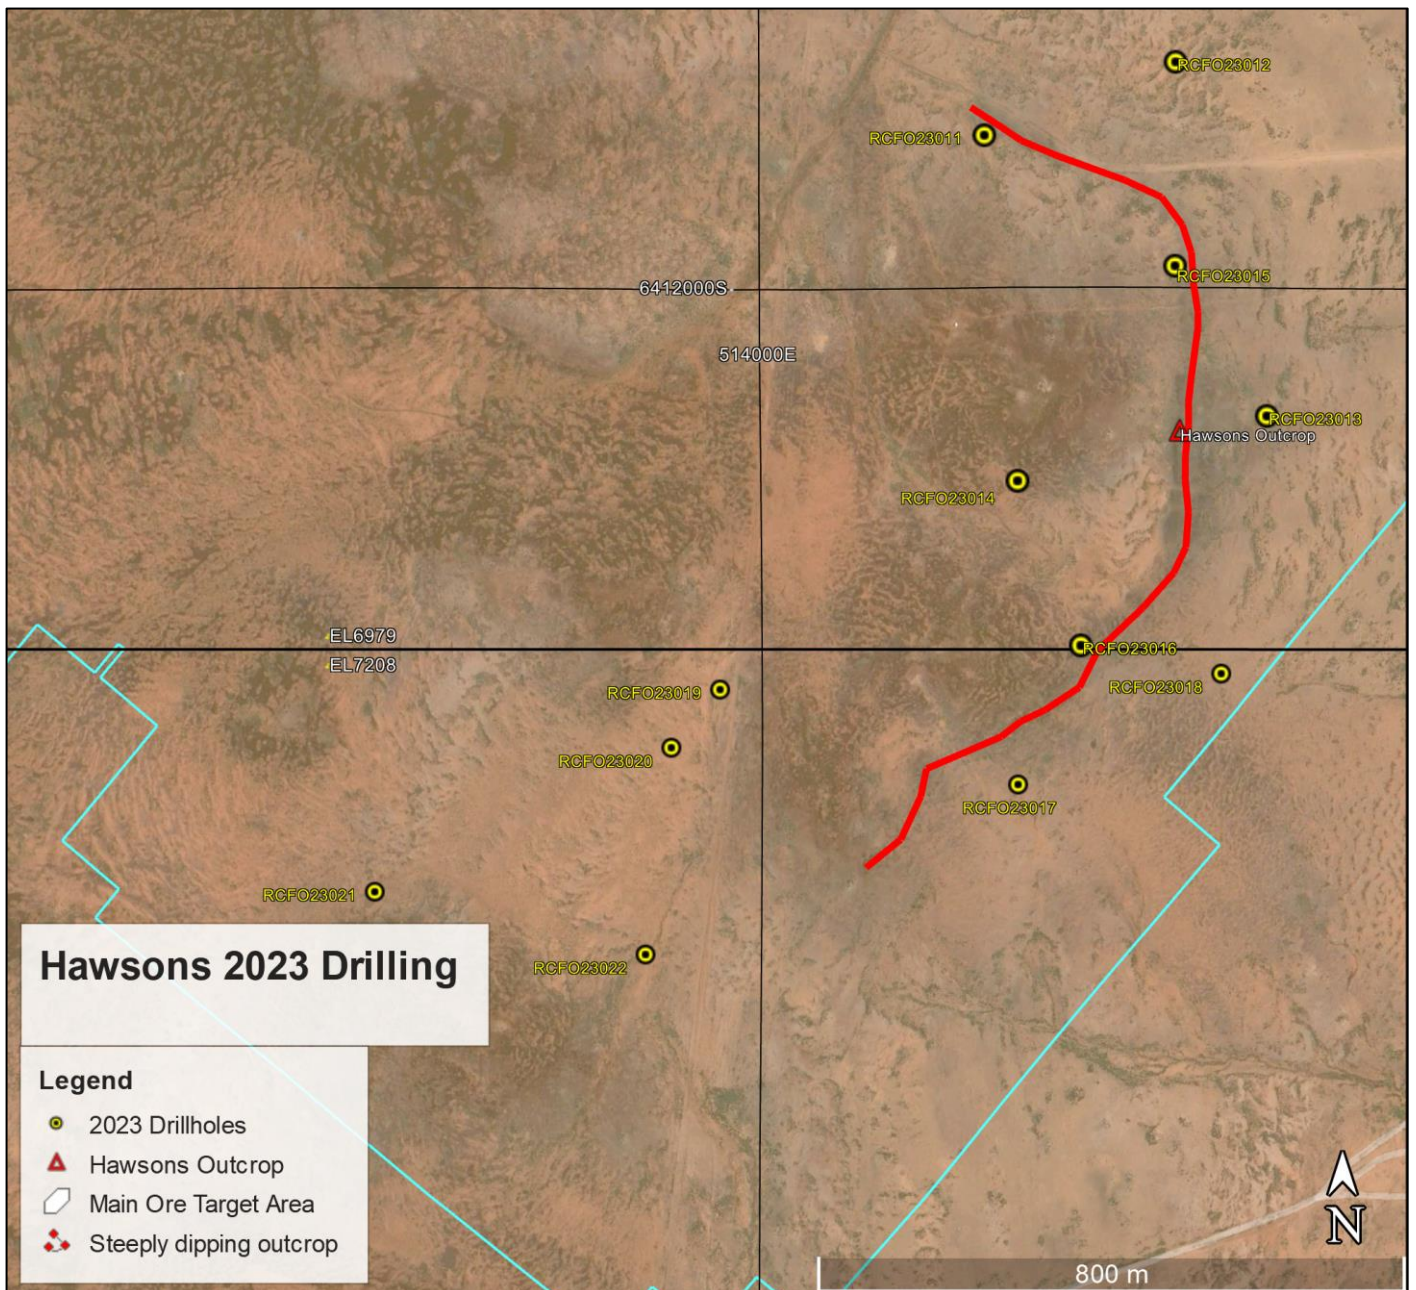 RCFO23012
RCFO23011
RCFO23015
6412000S
514000E
RCFO23013
Hawsons Outcrop
RCFO23014
EL6979
RCFO23016
EL7208
RCFO23018
RCFO23019
RCFO23020
RCFO23017
RCFO23021
Hawsons 2023 Drilling
RCFO23022
Legend
2023 Drillholes
Hawsons Outcrop
Main Ore Target Area
Steeply dipping outcrop
N
800 m